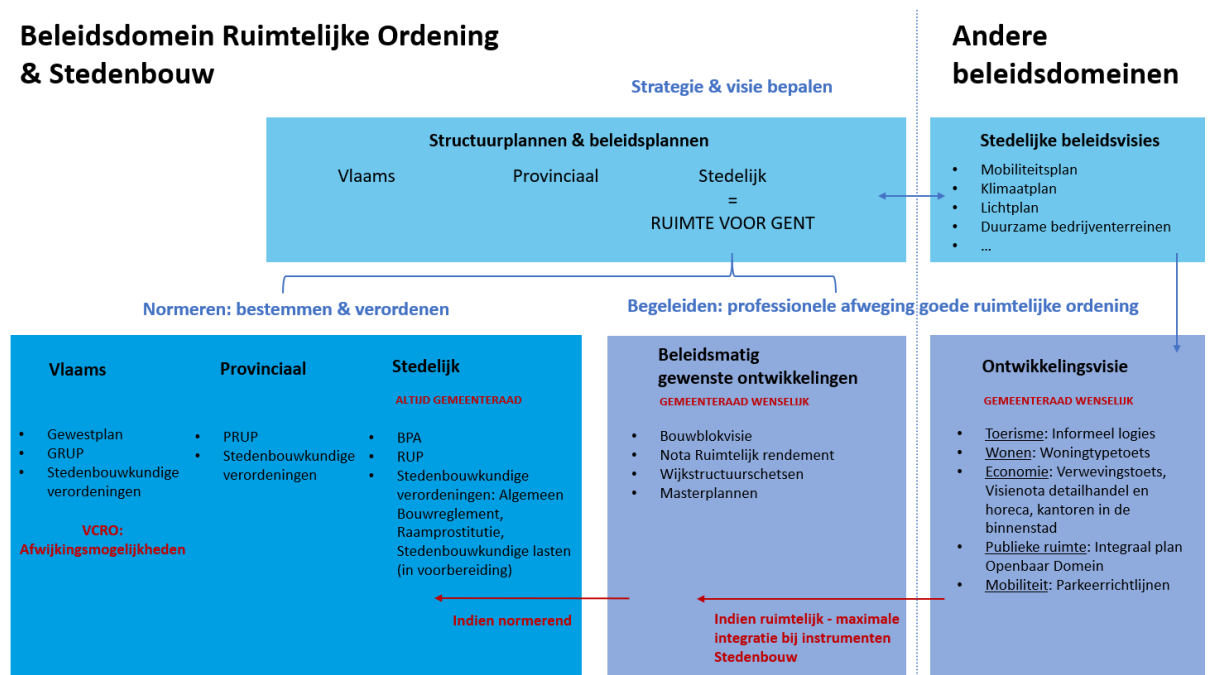 Beleidsdomein Ruimtelijke Ordening
& Stedenbouw
Andere
beleidsdomeinen
Strategie & visie bepalen
Structuurplannen & beleidsplannen
Vlaams
Provinciaal
Stedelijk
=
RUIMTE VOOR GENT
Stedelijke beleidsvisies
• Mobiliteitsplan
• Klimaatplan
• Lichtplan
• Duurzame bedrijventerreinen
• ...
Normeren: bestemmen & verordenen
Begeleiden: professionele afweging goede ruimtelijke ordening
Vlaams
• Gewestplan
• GRUP
• Stedenbouwkundige
verordeningen
VCRO:
Afwijkingsmogelijkheden
Provinciaal
• PRUP
• Stedenbouwkundige
verordeningen
Stedelijk
ALTIJD GEMEENTERAAD
• BPA
• RUP
• Stedenbouwkundige
verordeningen: Algemeen
Bouwreglement,
Raamprostitutie,
Stedenbouwkundige lasten
(in voorbereiding)
Indien normerend
Beleidsmatig
gewenste ontwikkelingen
GEMEENTERAAD WENSELIJK
• Bouwblokvisie
• Nota Ruimtelijk rendement
• Wijkstructuurschetsen
• Masterplannen
Indien ruimtelijk - maximale
integratie bij instrumenten
Stedenbouw
Ontwikkelingsvisie
GEMEENTERAAD WENSELIJK
• Toerisme: Informeel logies
• Wonen: Woningtypetoets
• Economie: Verwevingstoets,
Visienota detailhandel en
horeca, kantoren in de
binnenstad
• Publieke ruimte: Integraal plan
Openbaar Domein
• Mobiliteit: Parkeerrichtlijnen